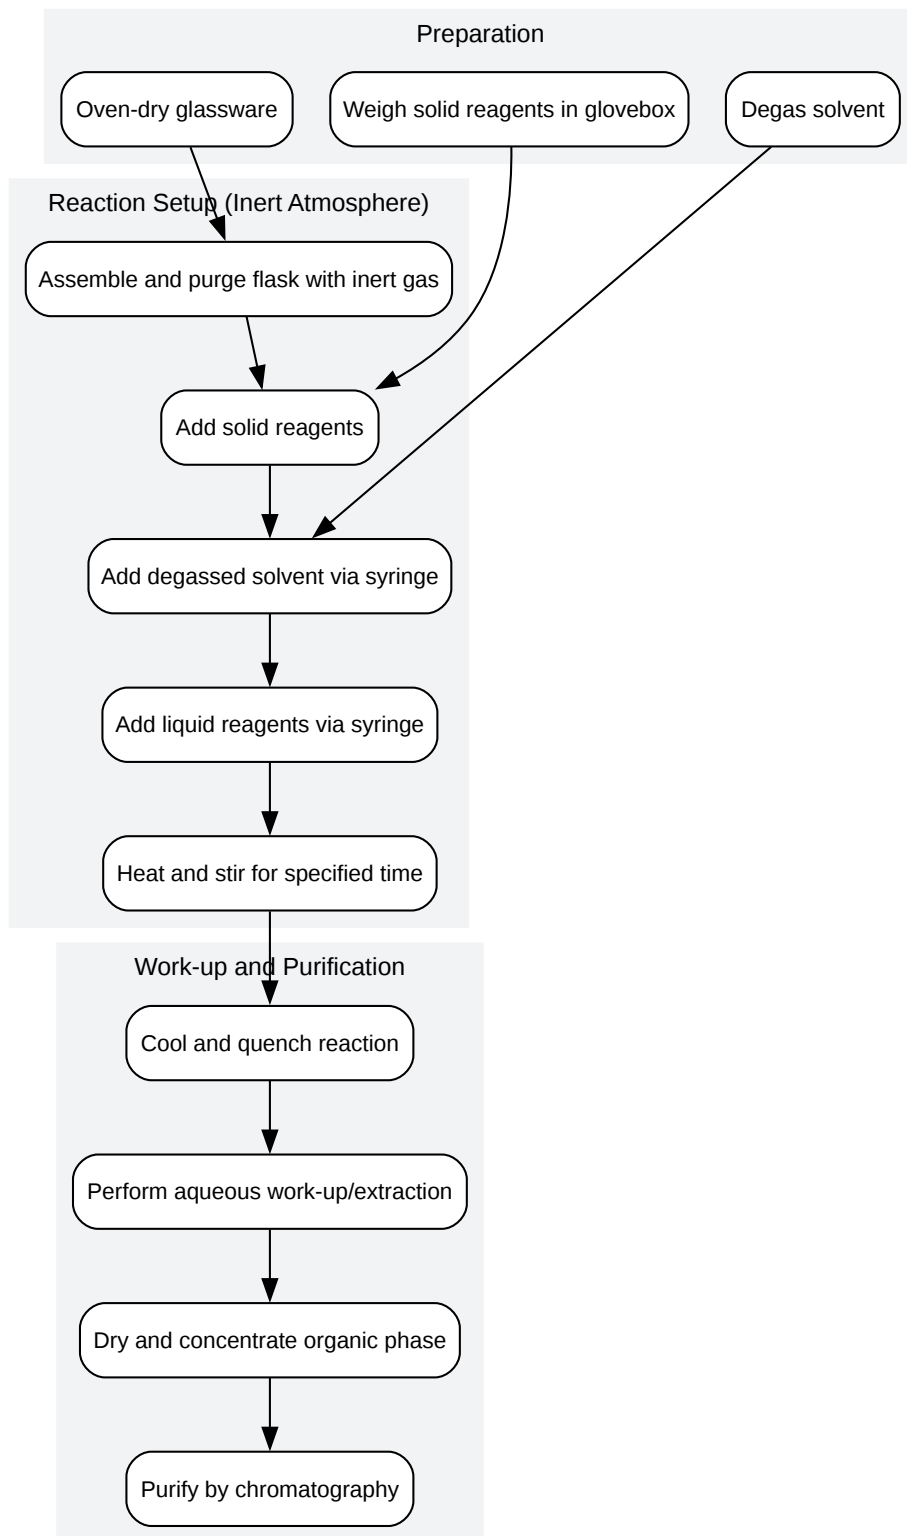 Preparation
Oven-dry glassware
Weigh solid reagents in glovebox
Degas solvent
Reaction Setup (Inert Atmosphere)
Assemble and purge flask with inert gas
Add solid reagents
Add degassed solvent via syringe
Add liquid reagents via syringe
Heat and stir for specified time
Work-up and Purification
Cool and quench reaction
Perform aqueous work-up/extraction
Dry and concentrate organic phase
Purify by chromatography